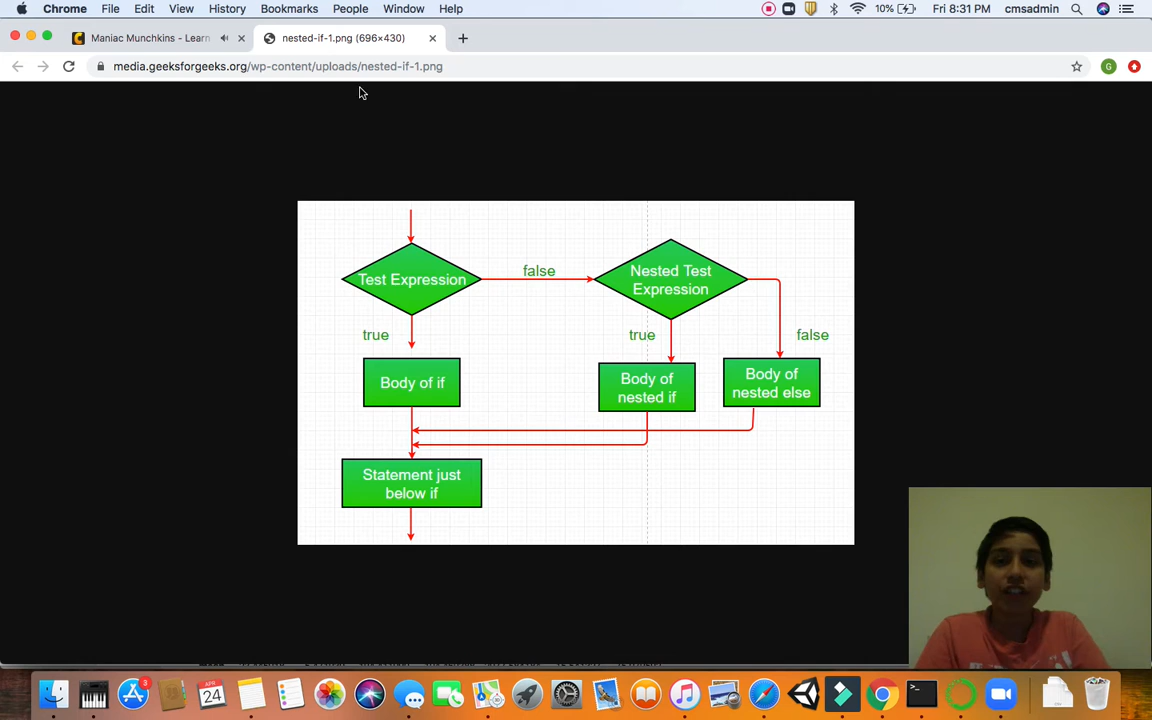 Chrome File Edit View History Bookmarks People Window Help 10% Fri 8:31 PM cmsadmin
Maniac Munchkins - Learn
nested-if-1.png (696×430)
media.geeksforgeeks.org/wp-content/uploads/nested-if-1.png
G
Test Expression
false
Nested Test
Expression
true
true
false
Body of if
Body of
nested if
Body of
nested else
Statement just
below if
3
APR
24